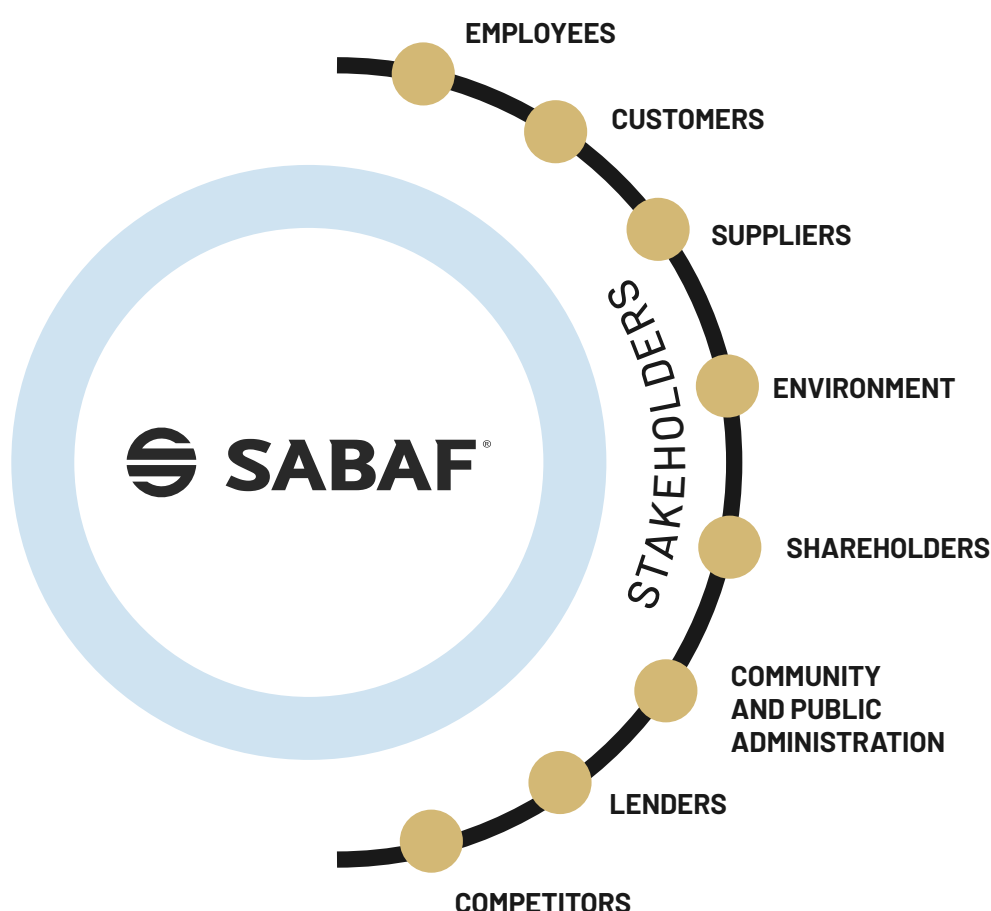 EMPLOYEES
CUSTOMERS
SUPPLIERS
STAKEHOLDERS
ENVIRONMENT
SABAF®
SHAREHOLDERS
COMMUNITY
AND PUBLIC
ADMINISTRATION
LENDERS
COMPETITORS